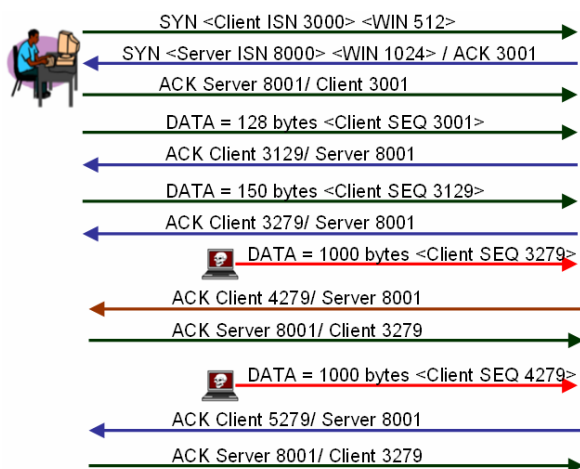 SYN <Client ISN 3000> <WIN 512>
SYN <Server ISN 8000> <WIN 1024> / ACK 3001
ACK Server 8001/ Client 3001
DATA = 128 bytes <Client SEQ 3001>
ACK Client 3129/ Server 8001
DATA = 150 bytes <Client SEQ 3129>
ACK Client 3279/ Server 8001
DATA = 1000 bytes <Client SEQ 3279>
ACK Client 4279/ Server 8001
ACK Server 8001/ Client 3279
DATA = 1000 bytes <Client SEQ 4279>
ACK Client 5279/ Server 8001
ACK Server 8001/ Client 3279